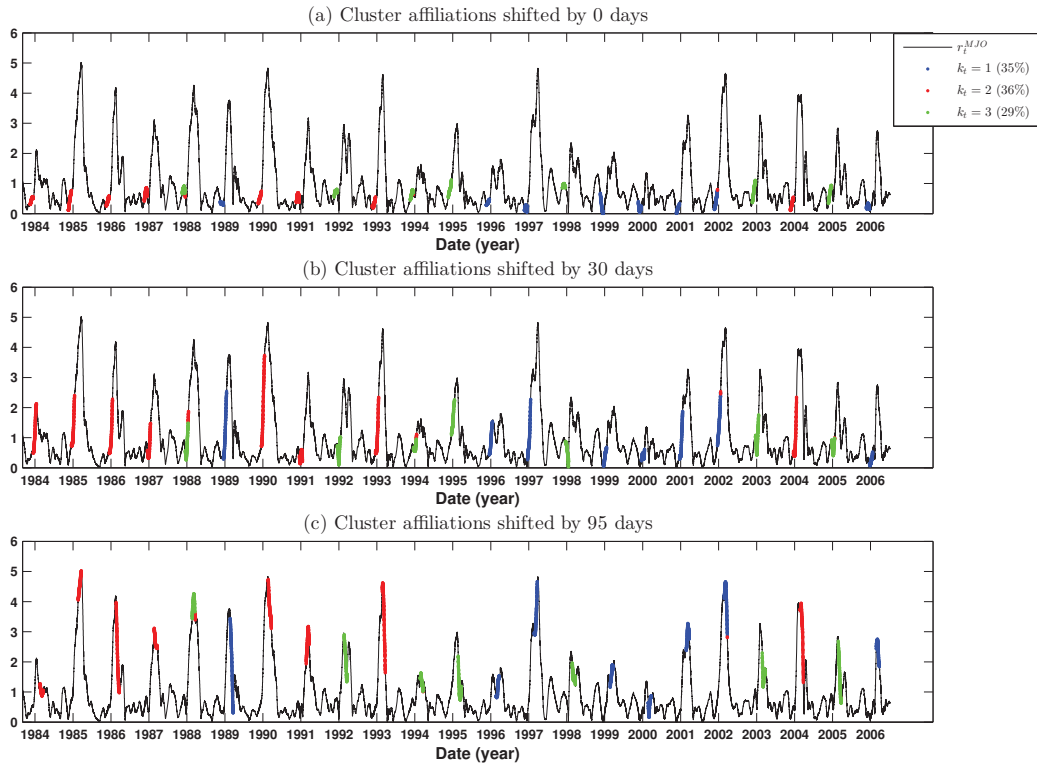 (a) Cluster affiliations shifted by 0 days
6
5
4
3
2
1
0
1984 1985 1986 1987 1988 1989 1990 1991 1992 1993 1994 1995 1996 1997 1998 1999 2000 2001 2002 2003 2004 2005 2006
Date (year)
r_t^{MJO}
k_t = 1 (35%)
k_t = 2 (36%)
k_t = 3 (29%)
(b) Cluster affiliations shifted by 30 days
6
5
4
3
2
1
0
1984 1985 1986 1987 1988 1989 1990 1991 1992 1993 1994 1995 1996 1997 1998 1999 2000 2001 2002 2003 2004 2005 2006
Date (year)
(c) Cluster affiliations shifted by 95 days
6
5
4
3
2
1
0
1984 1985 1986 1987 1988 1989 1990 1991 1992 1993 1994 1995 1996 1997 1998 1999 2000 2001 2002 2003 2004 2005 2006
Date (year)